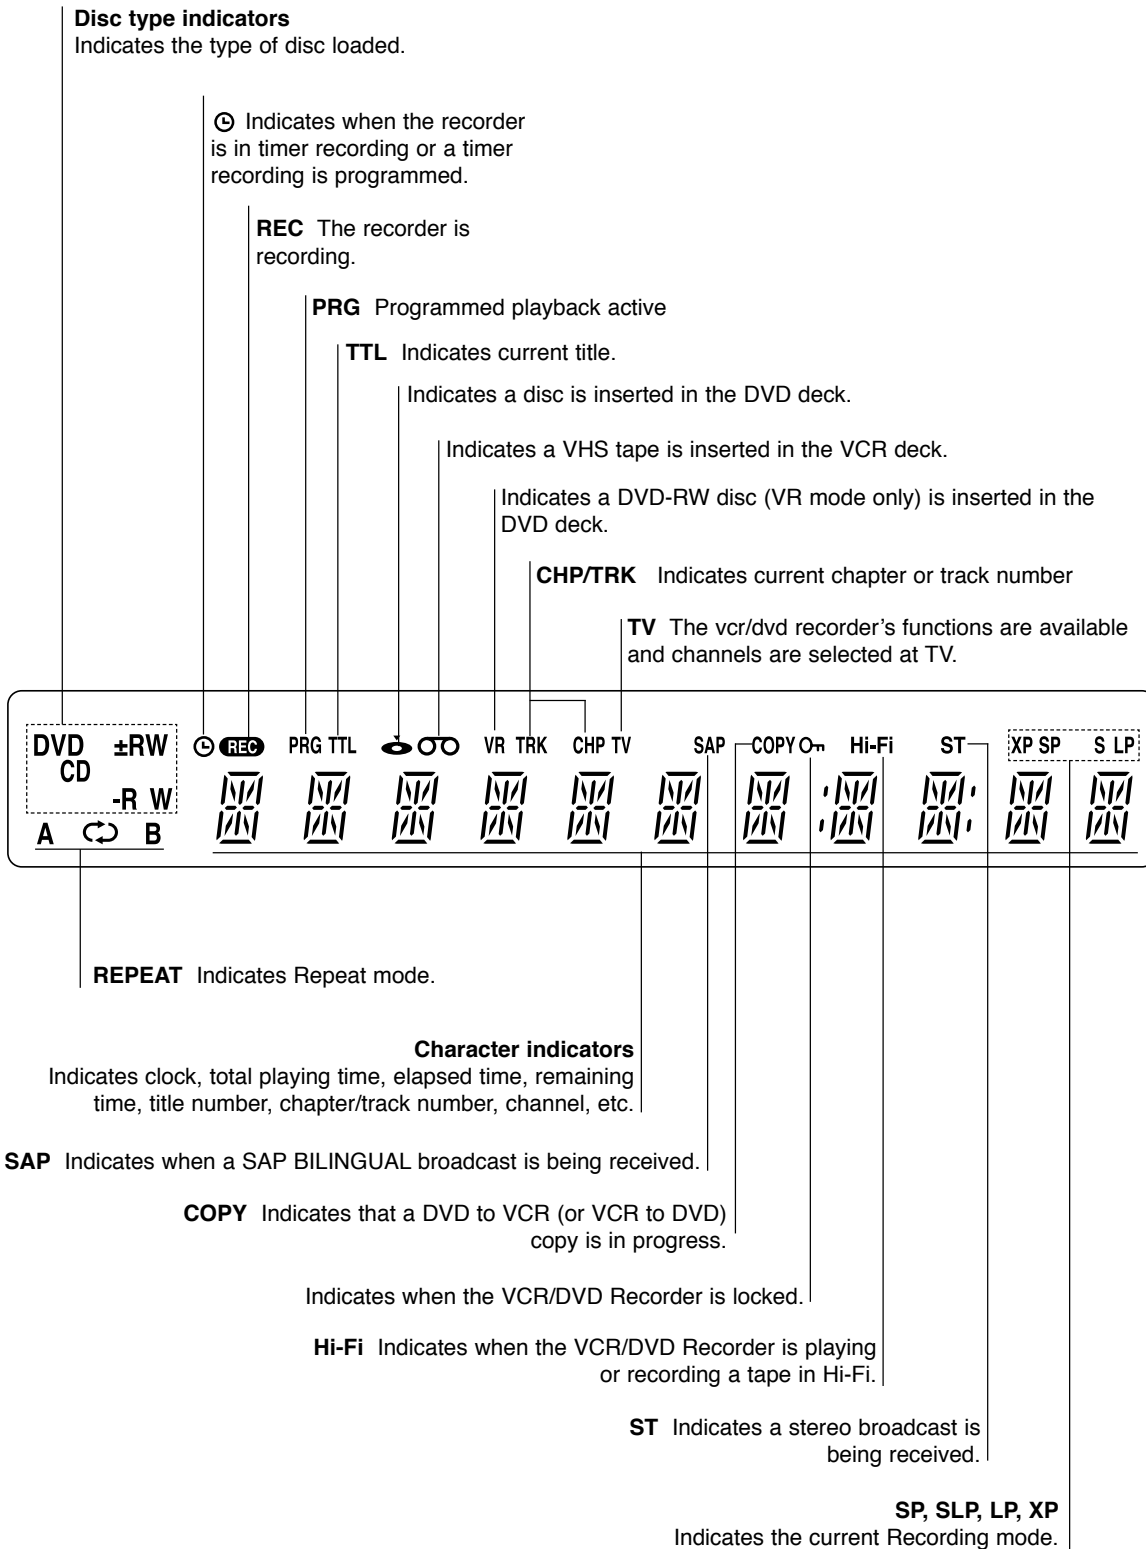 Disc type indicators
Indicates the type of disc loaded.
Indicates when the recorder
is in timer recording or a timer
recording is programmed.
REC The recorder is
recording.
PRG Programmed playback active
TTL Indicates current title.
Indicates a disc is inserted in the DVD deck.
Indicates a VHS tape is inserted in the VCR deck.
Indicates a DVD-RW disc (VR mode only) is inserted in the
DVD deck.
CHP/TRK Indicates current chapter or track number
TV The vcr/dvd recorder’s functions are available
and channels are selected at TV.
DVD ±RW REC PRG TTL VR TRK CHP TV SAP COPY Hi-Fi ST XP SP S LP
CD
-R W
A B
REPEAT Indicates Repeat mode.
Character indicators
Indicates clock, total playing time, elapsed time, remaining
time, title number, chapter/track number, channel, etc.
SAP Indicates when a SAP BILINGUAL broadcast is being received.
COPY Indicates that a DVD to VCR (or VCR to DVD)
copy is in progress.
Indicates when the VCR/DVD Recorder is locked.
Hi-Fi Indicates when the VCR/DVD Recorder is playing
or recording a tape in Hi-Fi.
ST Indicates a stereo broadcast is
being received.
SP, SLP, LP, XP
Indicates the current Recording mode.